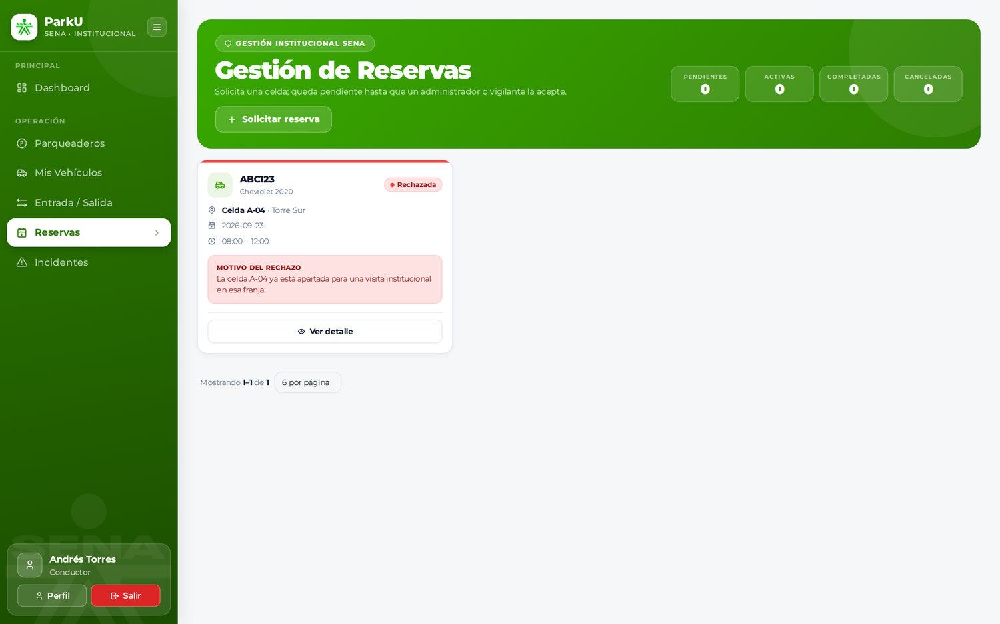 SENA
ParkU
SENA · INSTITUCIONAL
PRINCIPAL
Dashboard
OPERACIÓN
Parqueaderos
Mis Vehículos
Entrada / Salida
Reservas
Incidentes
SENA
Andrés Torres
Conductor
Perfil
Salir
GESTIÓN INSTITUCIONAL SENA
Gestión de Reservas
Solicita una celda; queda pendiente hasta que un administrador o vigilante la acepte.
Solicitar reserva
PENDIENTES
0
ACTIVAS
0
COMPLETADAS
0
CANCELADAS
0
ABC123
Chevrolet 2020
Rechazada
Celda A-04 · Torre Sur
2026-09-23
08:00 – 12:00
MOTIVO DEL RECHAZO
La celda A-04 ya está apartada para una visita institucional
en esa franja.
Ver detalle
Mostrando 1–1 de 1
6 por página